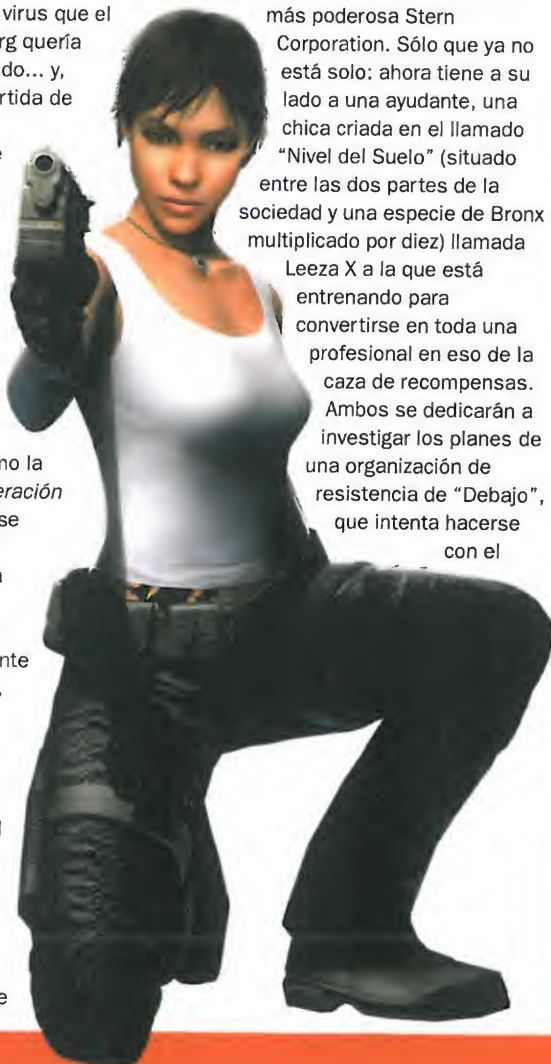 virus que el
rg quería
do... y,
rtida de
mo la
eración
se
nte
más poderosa Stern
Corporation. Sólo que ya no
está solo: ahora tiene a su
lado a una ayudante, una
chica criada en el llamado
"Nivel del Suelo" (situado
entre las dos partes de la
sociedad y una especie de Bronx
multiplicado por diez) llamada
Leeza X a la que está
entrenando para
convertirse en toda una
profesional en eso de la
caza de recompensas.
Ambos se dedicarán a
investigar los planes de
una organización de
resistencia de "Debajo",
que intenta hacerse
con el